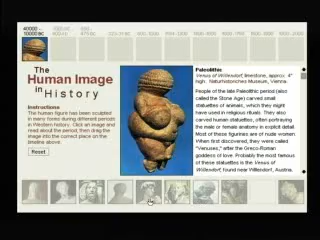 40000 -
10000 BC
The
Human Image
in History
Instructions
The human figure has been sculpted
in many forms during different periods
in Western history. Click an image and
read about the period, then drag the
image into the correct place on the
timeline above.
Reset
Paleolithic
Venus of Willendorf, limestone, approx. 4"
high. Naturhistorisches Museum, Vienna.
People of the late Paleolithic period (also
called the Stone Age) carved small
statuettes of animals, which they might
have used in religious rituals. They also
carved human statuettes, often portraying
the male or female anatomy in explicit detail.
Most of these figurines are of nude women.
When first discovered, they were called
"Venuses," after the Greco-Roman
goddess of love. Probably the most famous
of these statuettes is the Venus of
Willendorf, found near Willendorf, Austria.